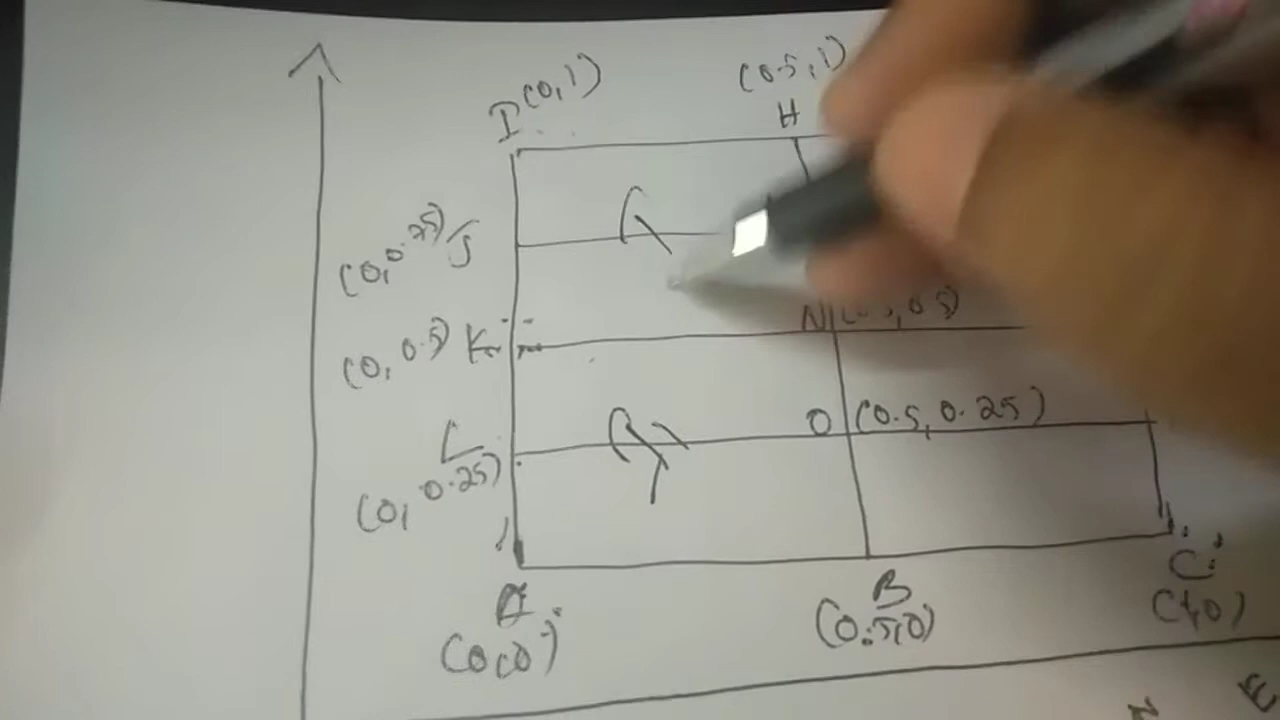 I (0,1)
(0.5,1)
H
(0,0.25) J
(0,0.5) K
N
L
(0,0.25)
O (0.5,0.25)
A
(0,0)
B
(0.5,0)
C
(1,0)